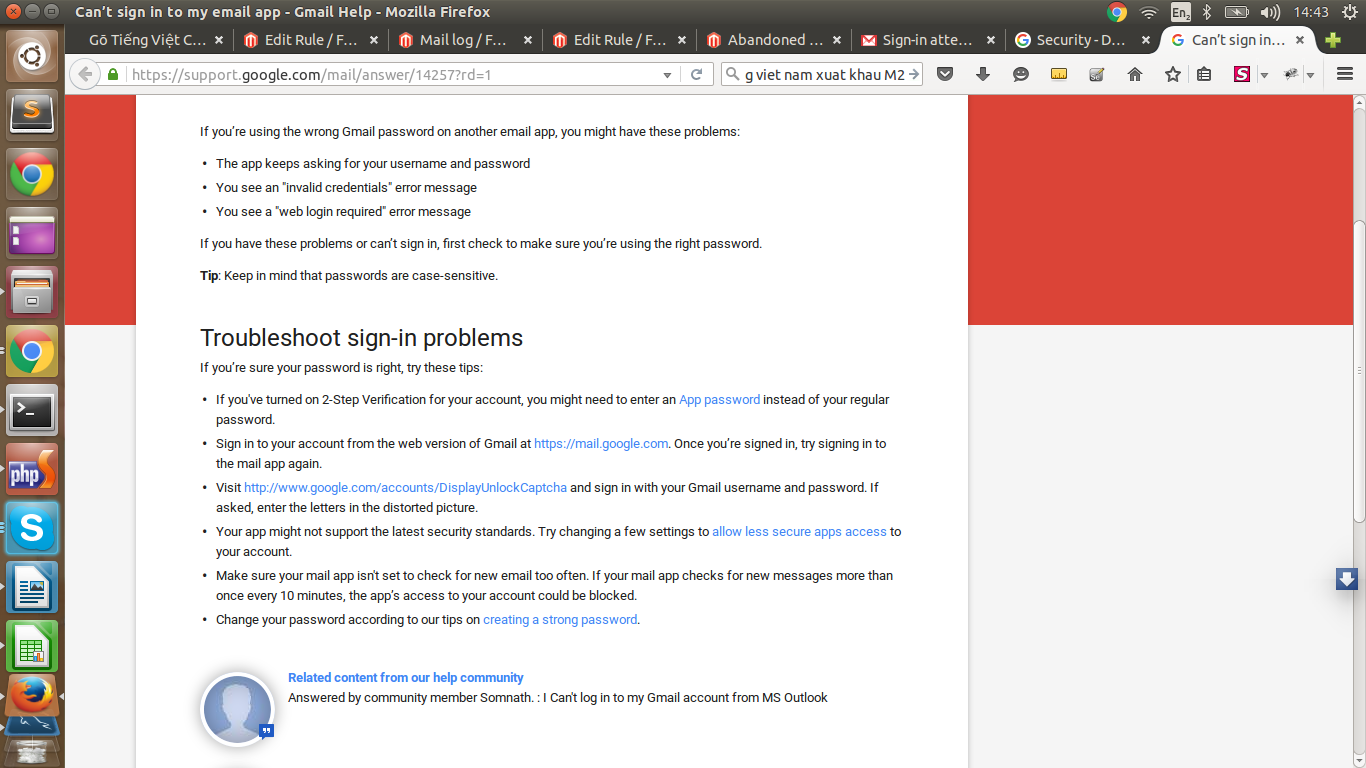 Can't sign in to my email app - Gmail Help - Mozilla Firefox
En2
14:43
Gõ Tiếng Việt C...
Edit Rule / F...
Mail log / F...
Edit Rule / F...
Abandoned ...
Sign-in atte...
Security - D...
Can't sign in...
https://support.google.com/mail/answer/14257?rd=1
g viet nam xuat khau M2
S
If you're using the wrong Gmail password on another email app, you might have these problems:
• The app keeps asking for your username and password
• You see an "invalid credentials" error message
• You see a "web login required" error message
If you have these problems or can't sign in, first check to make sure you're using the right password.
Tip: Keep in mind that passwords are case-sensitive.
Troubleshoot sign-in problems
If you're sure your password is right, try these tips:
• If you've turned on 2-Step Verification for your account, you might need to enter an App password instead of your regular
password.
• Sign in to your account from the web version of Gmail at https://mail.google.com. Once you're signed in, try signing in to
the mail app again.
• Visit http://www.google.com/accounts/DisplayUnlockCaptcha and sign in with your Gmail username and password. If
asked, enter the letters in the distorted picture.
• Your app might not support the latest security standards. Try changing a few settings to allow less secure apps access to
your account.
• Make sure your mail app isn't set to check for new email too often. If your mail app checks for new messages more than
once every 10 minutes, the app's access to your account could be blocked.
• Change your password according to our tips on creating a strong password.
Related content from our help community
Answered by community member Somnath. : I Can't log in to my Gmail account from MS Outlook
S
>_
php S
S